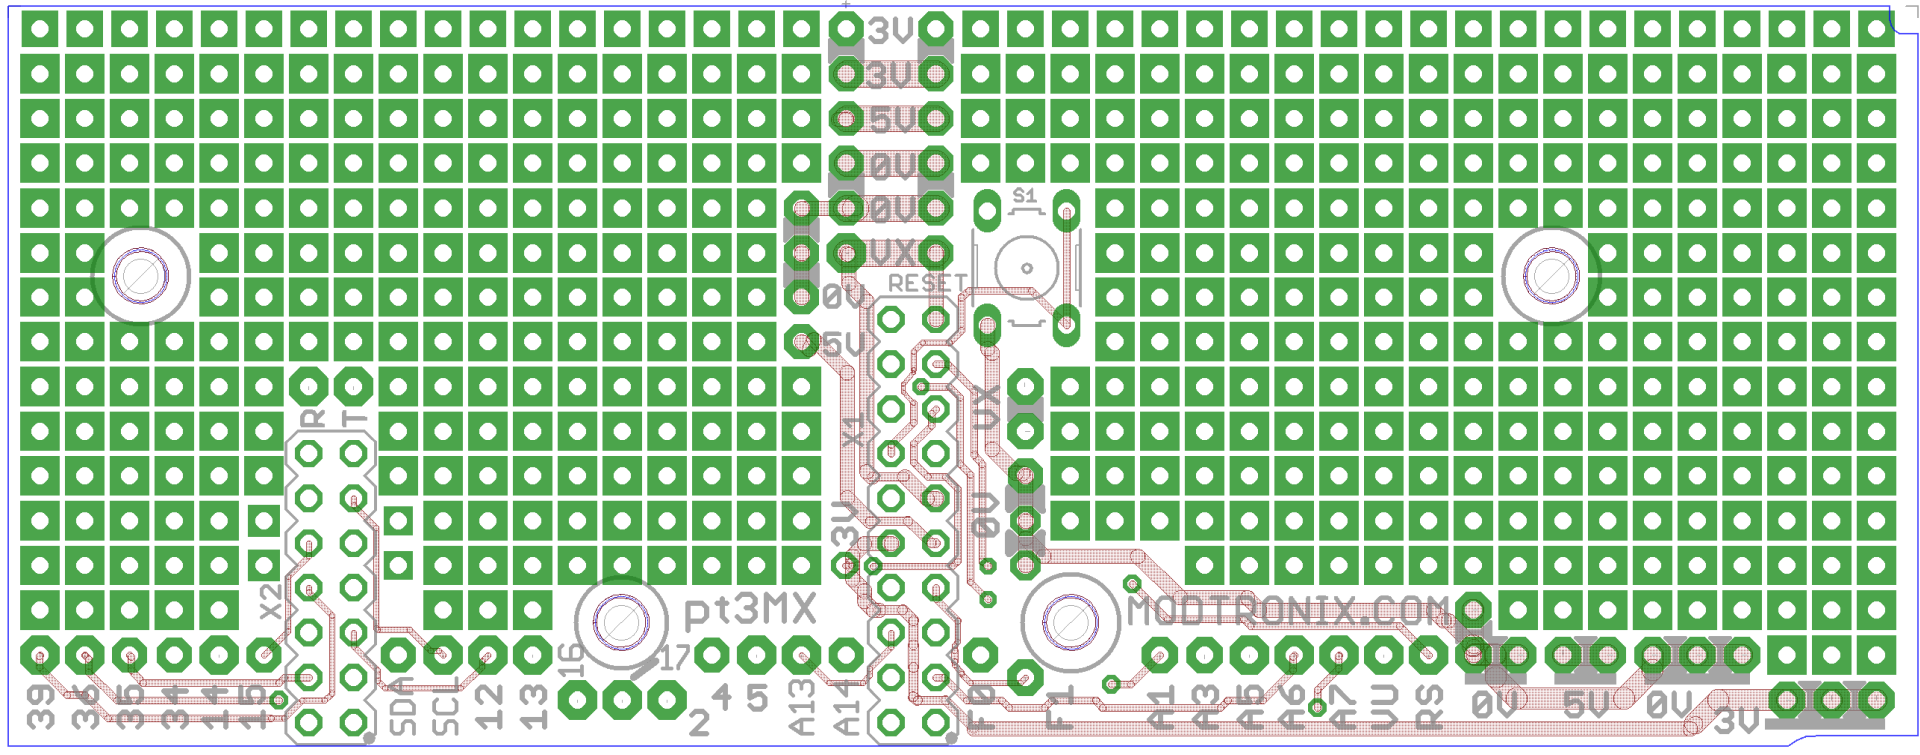 3V
3V
5V
0V
0V
S1
VX
RESET
0V
5V
R T
VX
X1
0V
3V
X2
pt3MX
MODTRONIX.COM
16
17
39
36
35
34
14
15
SDA
SCL
12
13
2
4
5
A13
A14
F0
F1
A1
A3
A5
A6
A7
VU
RS
0V
5V
0V
3V